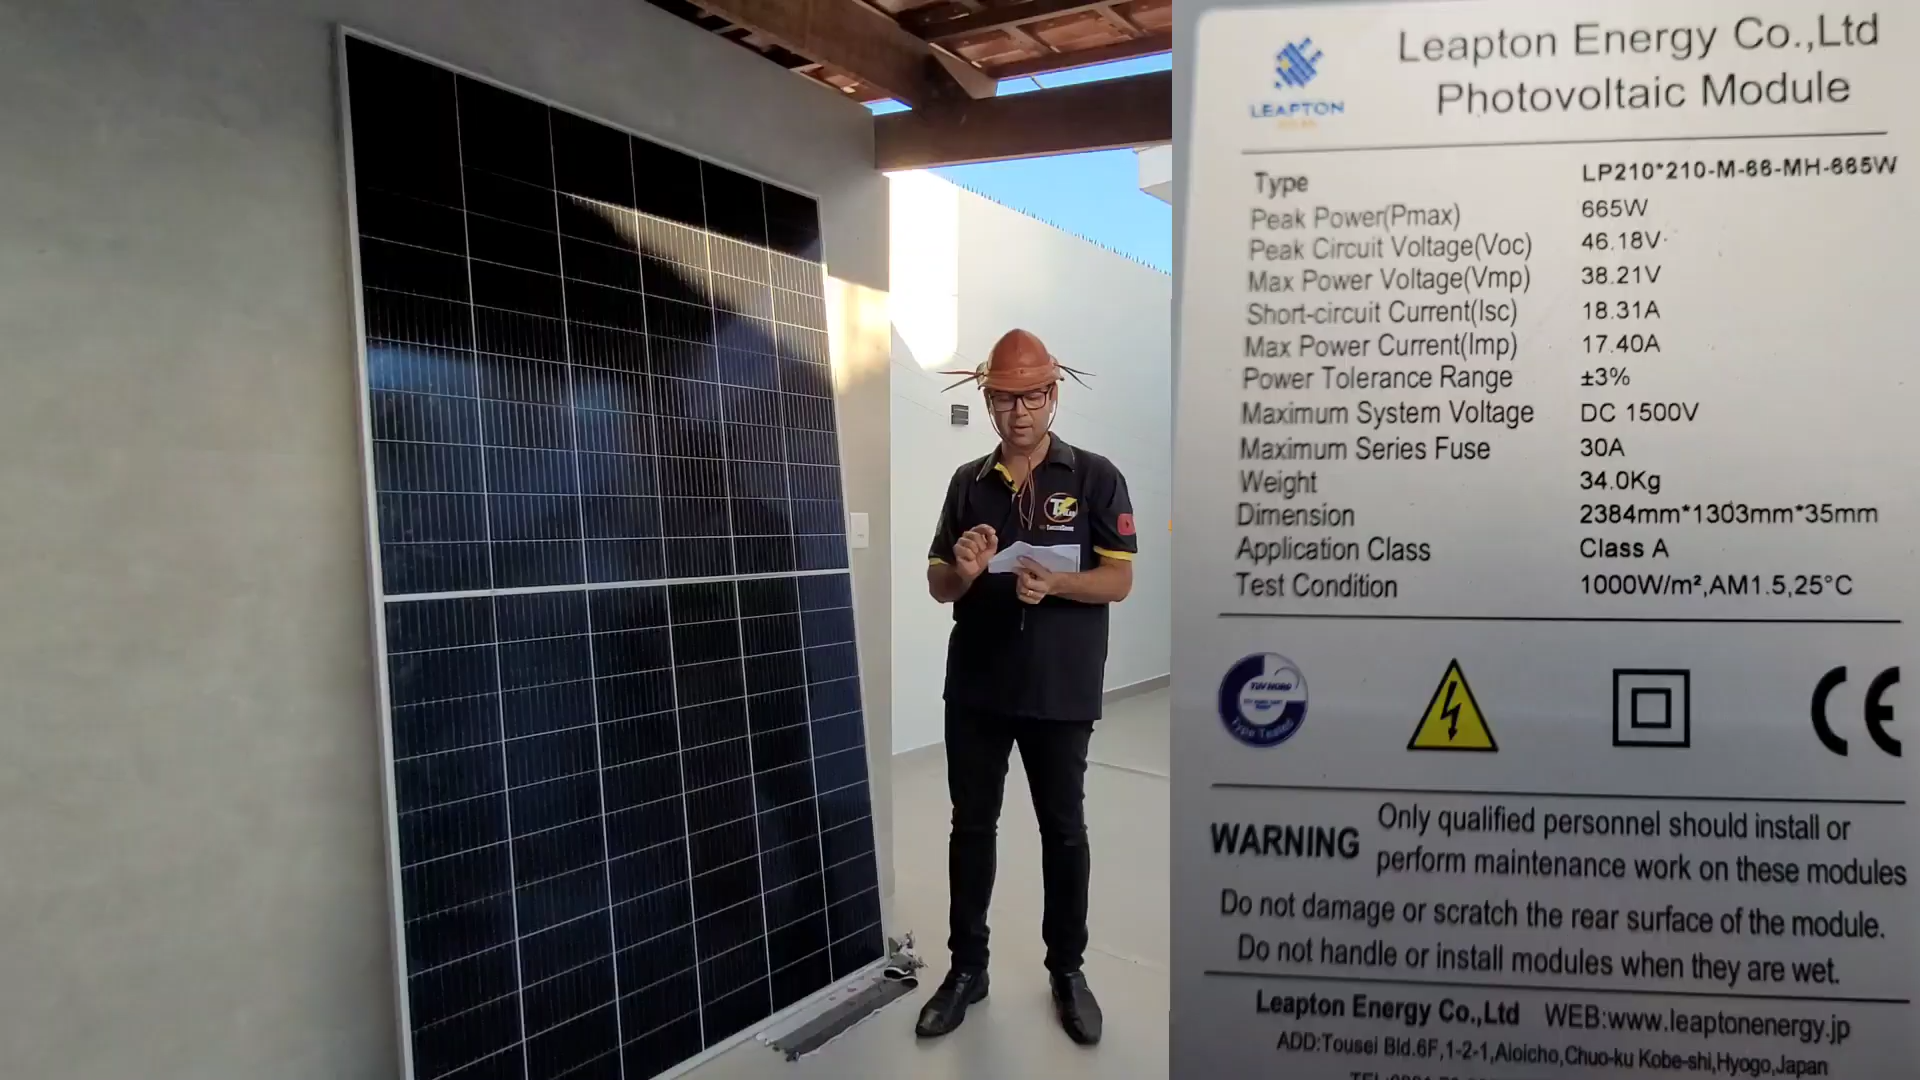 Leapton Energy Co.,Ltd
Photovoltaic Module
LEAPTON
Type LP210*210-M-66-MH-665W
Peak Power(Pmax) 665W
Peak Circuit Voltage(Voc) 46.18V
Max Power Voltage(Vmp) 38.21V
Short-circuit Current(Isc) 18.31A
Max Power Current(Imp) 17.40A
Power Tolerance Range ±3%
Maximum System Voltage DC 1500V
Maximum Series Fuse 30A
Weight 34.0Kg
Dimension 2384mm*1303mm*35mm
Application Class Class A
Test Condition 1000W/m²,AM1.5,25°C
TUV NORD
Type Tested
CE
WARNING Only qualified personnel should install or
perform maintenance work on these modules
Do not damage or scratch the rear surface of the module.
Do not handle or install modules when they are wet.
Leapton Energy Co.,Ltd WEB:www.leaptonenergy.jp
ADD:Tousei Bld.6F,1-2-1,Aioicho,Chuo-ku Kobe-shi,Hyogo,Japan